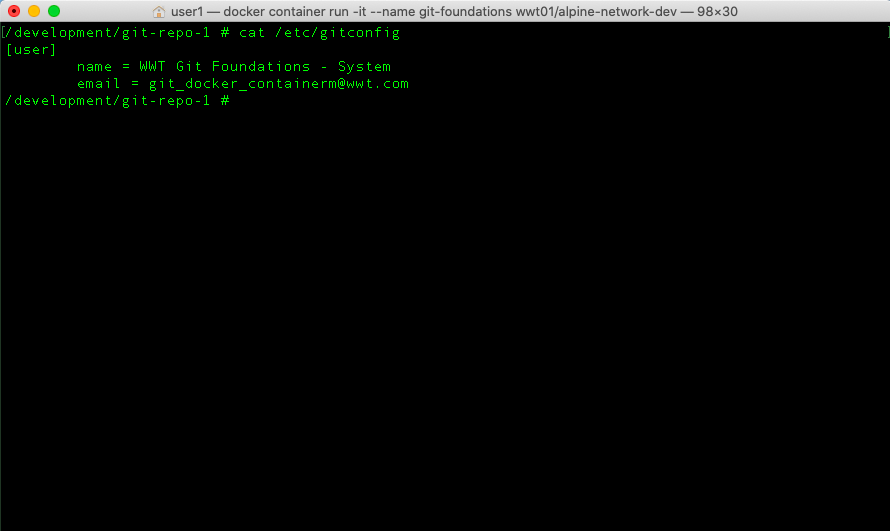 user1 — docker container run -it --name git-foundations wwt01/alpine-network-dev — 98×30
[/development/git-repo-1 # cat /etc/gitconfig ]
[user]
name = WWT Git Foundations - System
email = git_docker_containerm@wwt.com
/development/git-repo-1 #